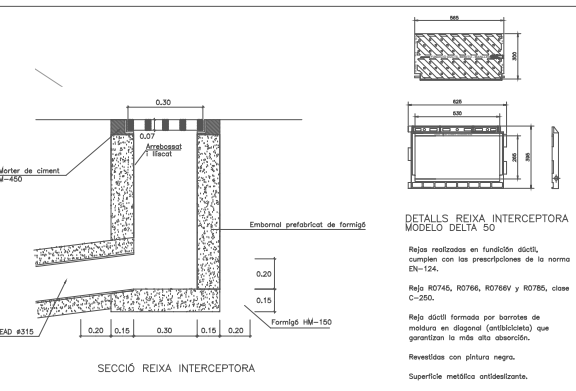 0.30
0.07
Arrebossat
i lliscat
Morter de ciment
M-450
Embornal prefabricat de formigó
0.20
0.15
Formigó HM-150
PEAD ø315
0.20 0.15 0.30 0.15 0.20
SECCIÓ REIXA INTERCEPTORA
565
300
625
530
265
395
DETALLS REIXA INTERCEPTORA
MODELO DELTA 50
Rejas realizadas en fundición dúctil,
cumplen con las prescripciones de la norma
EN-124.
Reja R0745, R0766, R0766V y R0785, clase
C-250.
Reja dúctil formada por barrotes de
moldura en diagonal (antibicicleta) que
garantizan la más alta absorción.
Revestidas con pintura negra.
Superficie metálica antideslizante.